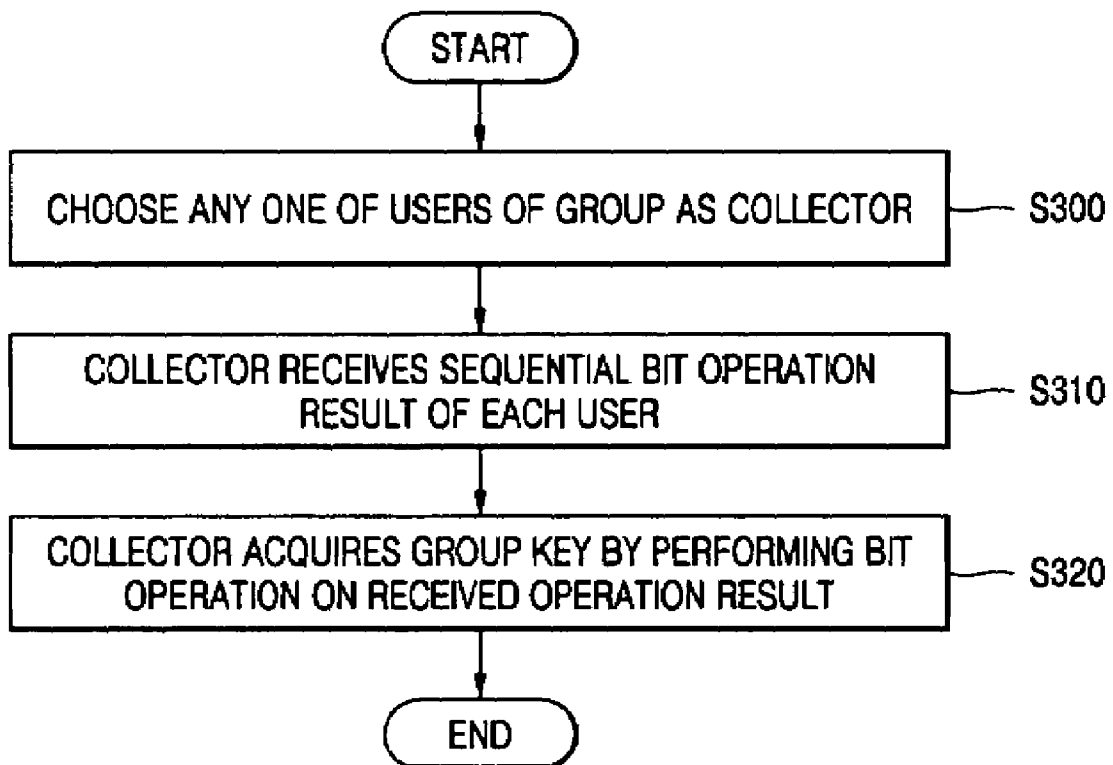 START
CHOOSE ANY ONE OF USERS OF GROUP AS COLLECTOR
S300
COLLECTOR RECEIVES SEQUENTIAL BIT OPERATION
RESULT OF EACH USER
S310
COLLECTOR ACQUIRES GROUP KEY BY PERFORMING BIT
OPERATION ON RECEIVED OPERATION RESULT
S320
END